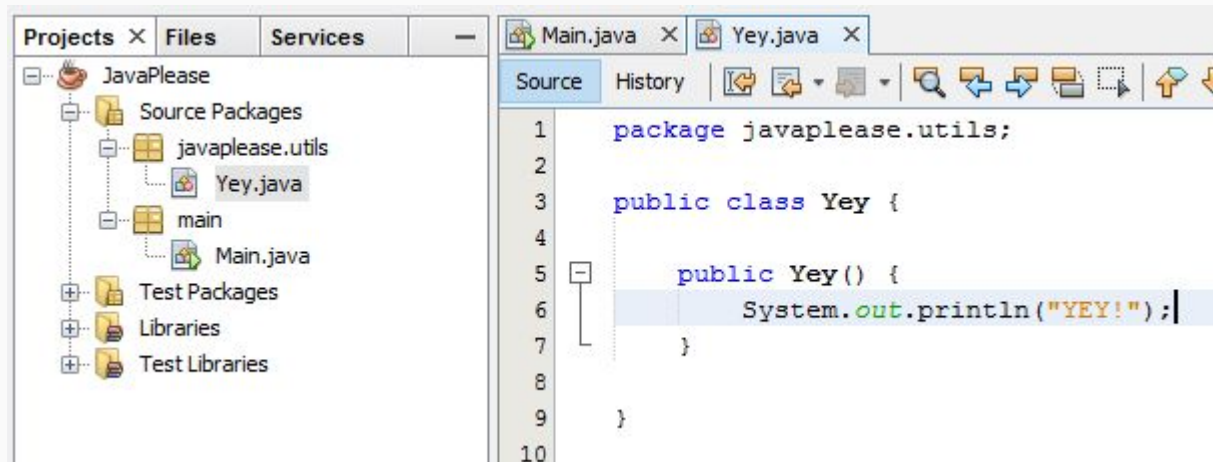 Projects Files Services
JavaPlease
Source Packages
javaplease.utils
Yey.java
main
Main.java
Test Packages
Libraries
Test Libraries
Main.java Yey.java
Source History
1 package javaplease.utils;
2
3 public class Yey {
4
5 public Yey() {
6 System.out.println("YEY!");
7 }
8
9 }
10